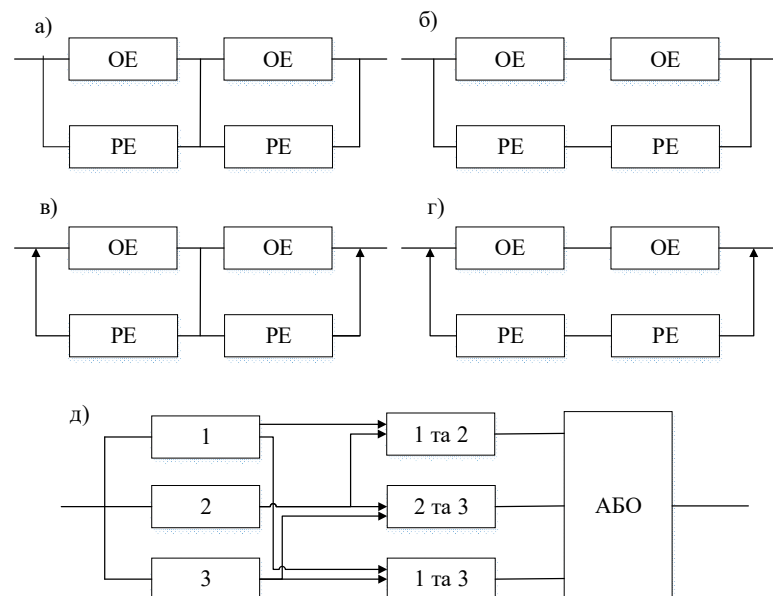 а) б)
ОЕ ОЕ ОЕ ОЕ
РЕ РЕ РЕ РЕ
в) г)
ОЕ ОЕ ОЕ ОЕ
РЕ РЕ РЕ РЕ
д)
1 1 та 2
2 2 та 3 АБО
3 1 та 3